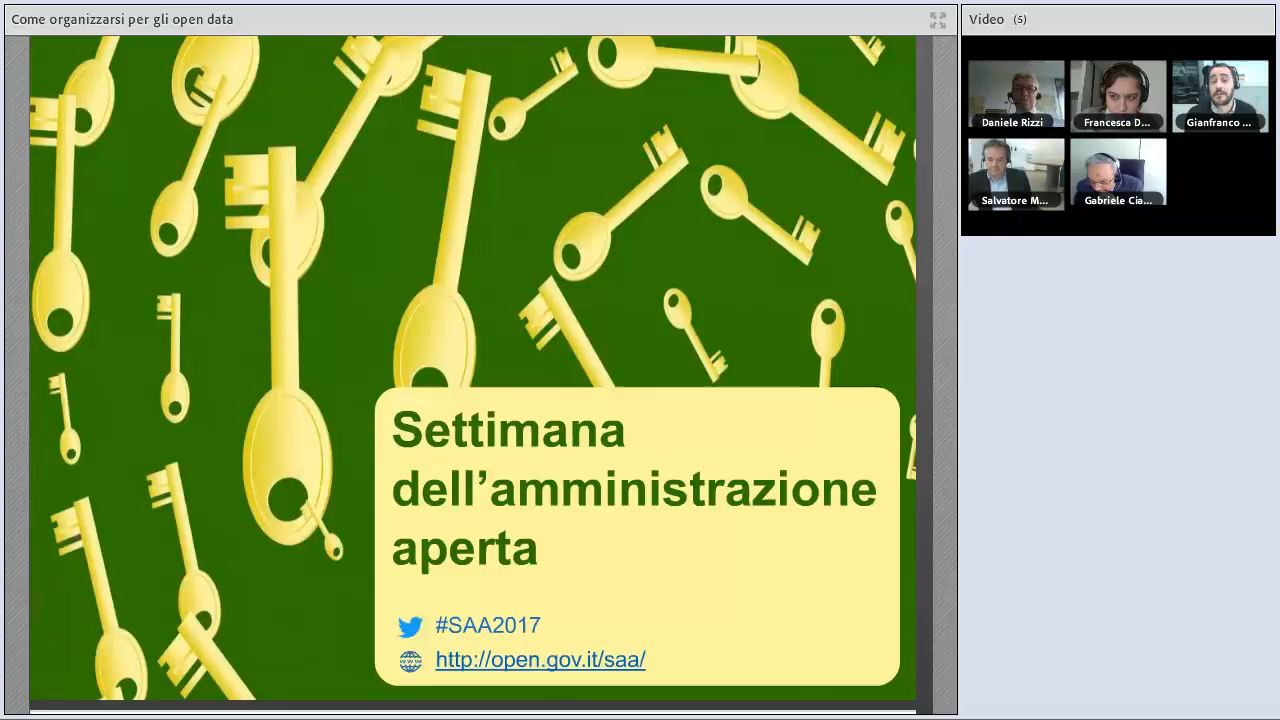 Come organizzarsi per gli open data
Video (5)
Daniele Rizzi
Francesca D...
Gianfranco ...
Salvatore M...
Gabriele Cia...
Settimana
dell’amministrazione
aperta
#SAA2017
www
http://open.gov.it/saa/